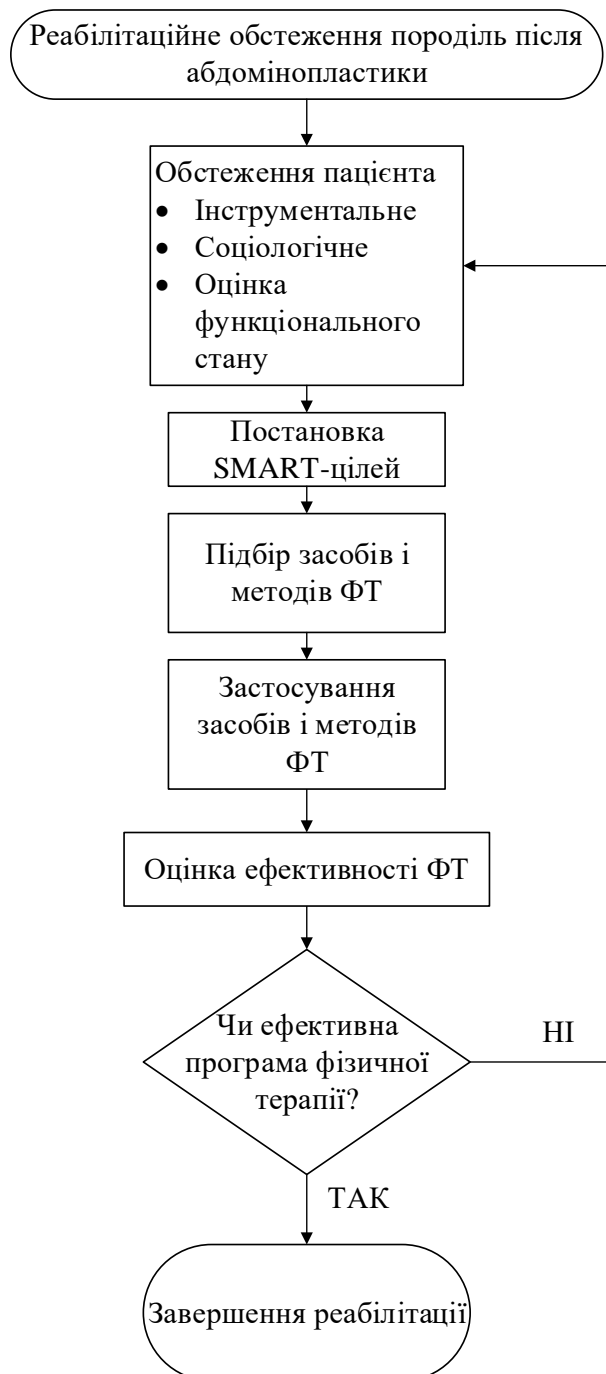 Реабілітаційне обстеження породіль після
абдомінопластики
Обстеження пацієнта
• Інструментальне
• Соціологічне
• Оцінка
функціонального
стану
Постановка
SMART-цілей
Підбір засобів і
методів ФТ
Застосування
засобів і методів
ФТ
Оцінка ефективності ФТ
Чи ефективна
програма фізичної
терапії?
НІ
ТАК
Завершення реабілітації